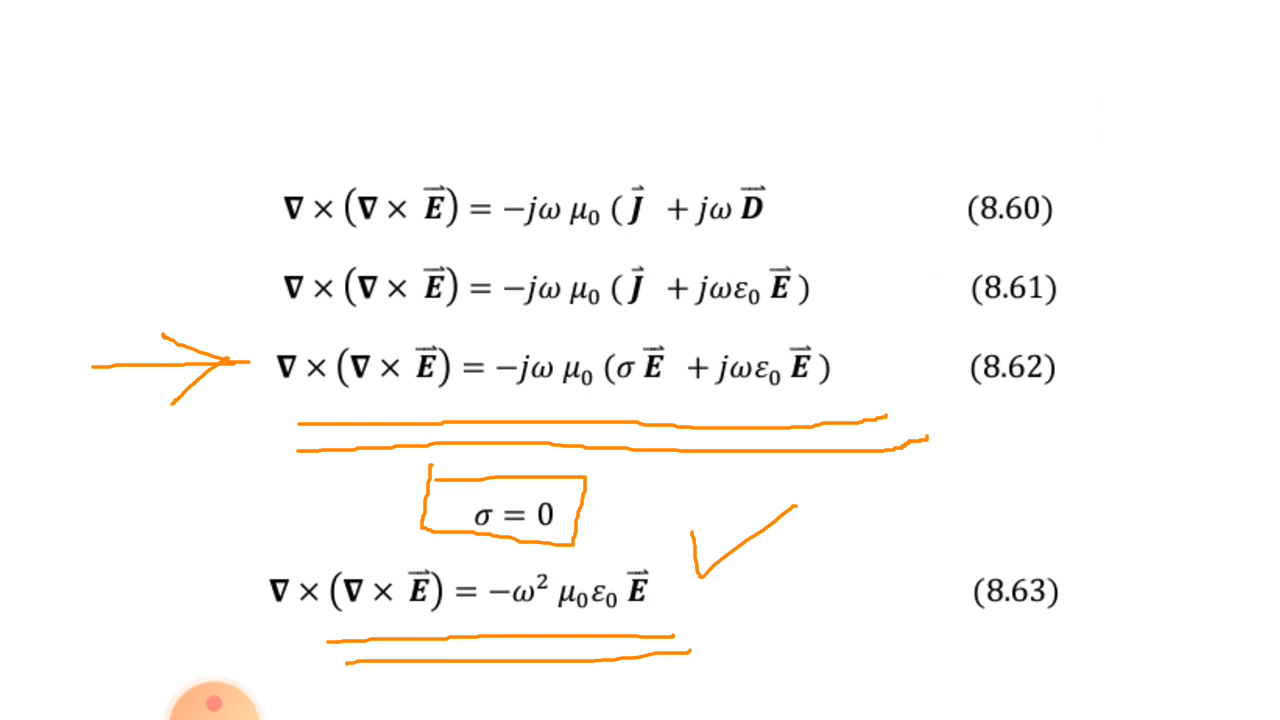 ∇ × (∇ × E⃗) = −jω μ₀ (J⃗ + jω D⃗ (8.60)
∇ × (∇ × E⃗) = −jω μ₀ (J⃗ + jωε₀ E⃗ ) (8.61)
∇ × (∇ × E⃗) = −jω μ₀ (σ E⃗ + jωε₀ E⃗ ) (8.62)
σ = 0
∇ × (∇ × E⃗) = −ω² μ₀ε₀ E⃗ (8.63)